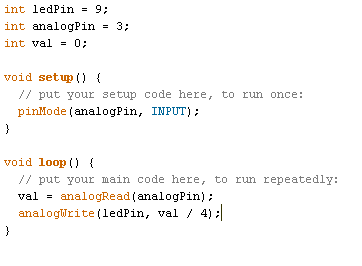 int ledPin = 9;
int analogPin = 3;
int val = 0;

void setup() {
  // put your setup code here, to run once:
  pinMode(analogPin, INPUT);
}

void loop() {
  // put your main code here, to run repeatedly:
  val = analogRead(analogPin);
  analogWrite(ledPin, val / 4);
}